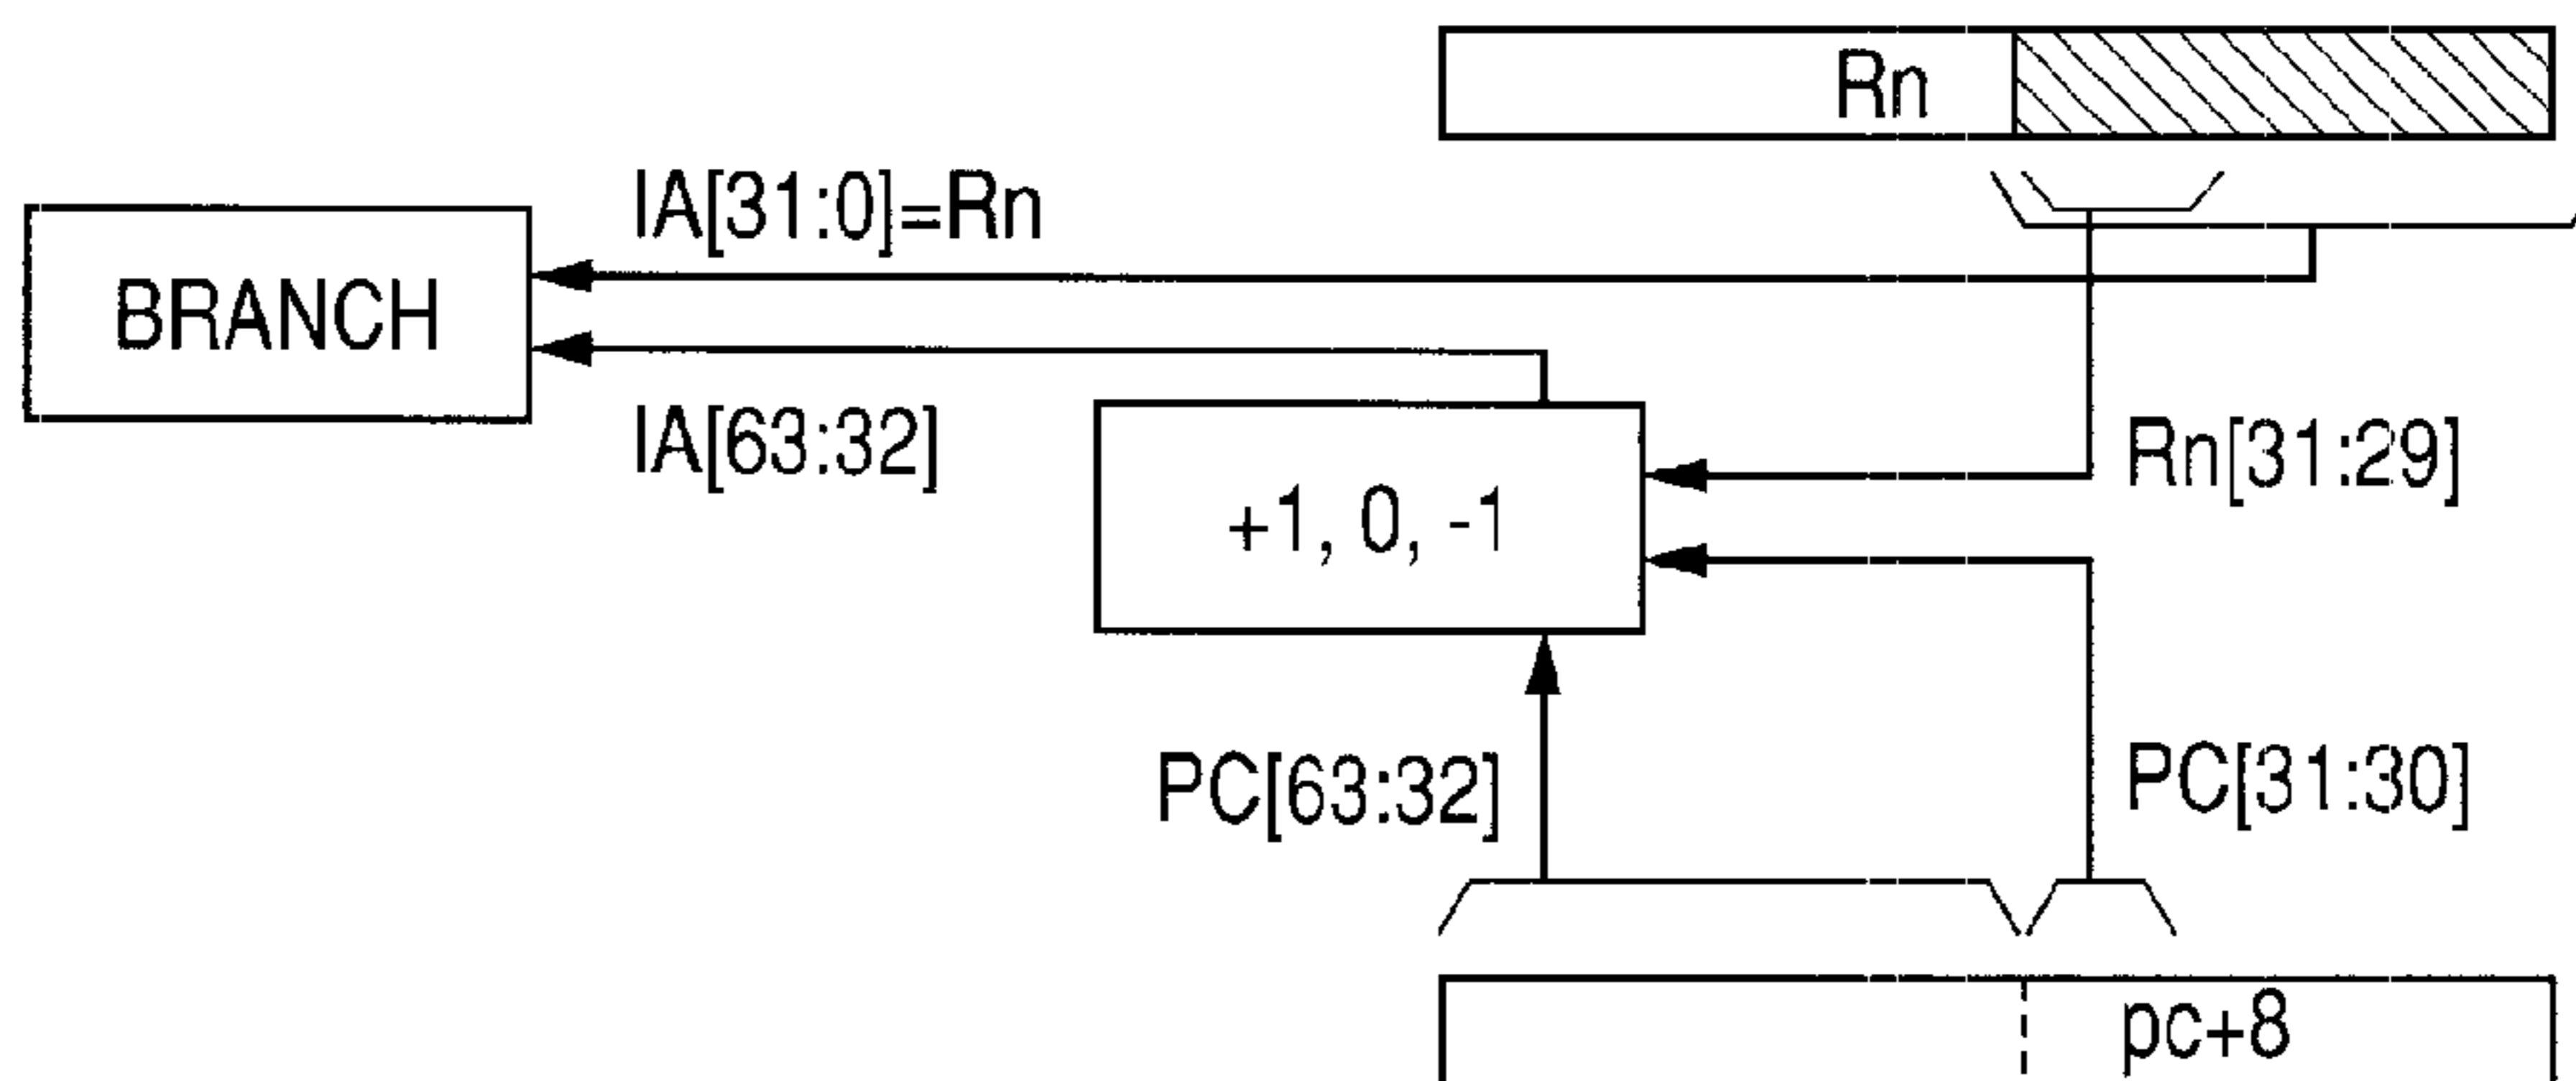 Rn
IA[31:0]=Rn
BRANCH
IA[63:32]
Rn[31:29]
+1, 0, -1
PC[63:32]
PC[31:30]
pc+8